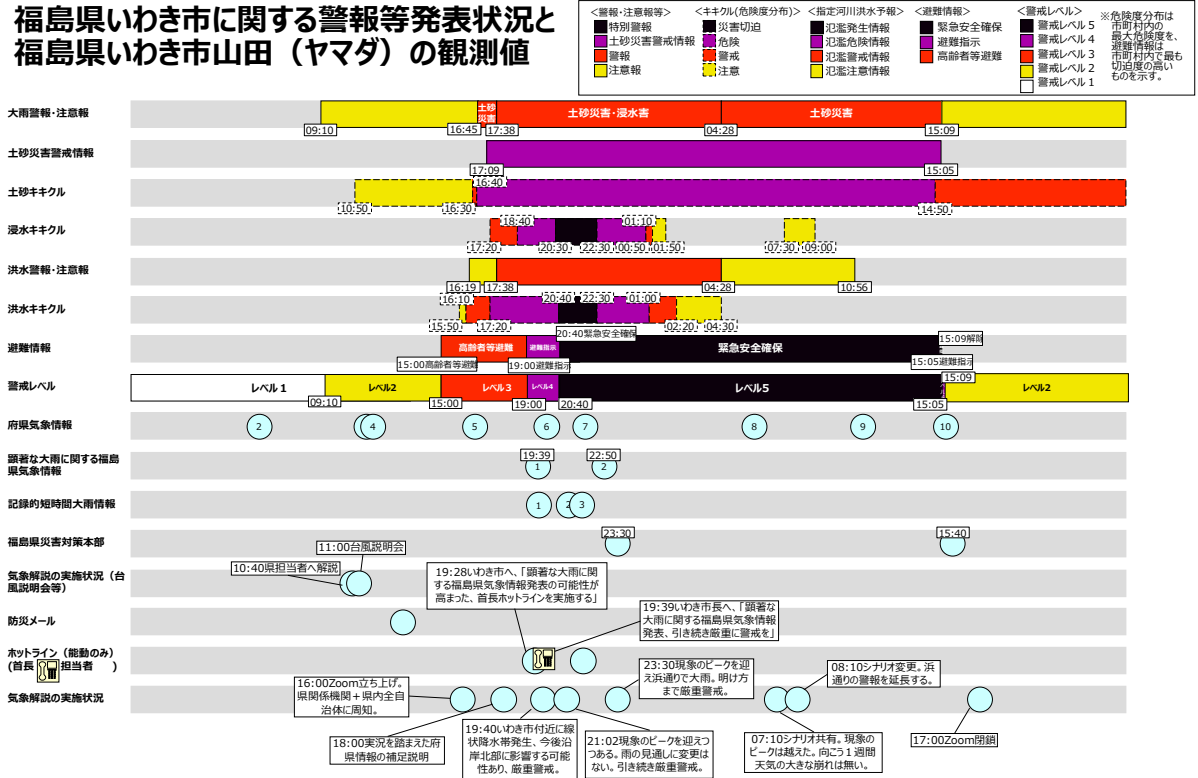 福島県いわき市に関する警報等発表状況と
福島県いわき市山田（ヤマダ）の観測値
＜警報・注意報等＞
特別警報
土砂災害警戒情報
警報
注意報
＜キキクル(危険度分布)＞
災害切迫
危険
警戒
注意
＜指定河川洪水予報＞
氾濫発生情報
氾濫危険情報
氾濫警戒情報
氾濫注意情報
＜避難情報＞
緊急安全確保
避難指示
高齢者等避難
＜警戒レベル＞
警戒レベル５
警戒レベル４
警戒レベル３
警戒レベル２
警戒レベル１
※危険度分布は
市町村内の
最大危険度を、
避難情報は
市町村内で最も
切迫度の高い
ものを示す。
大雨警報・注意報
土砂
災害
土砂災害・浸水害
土砂災害
09:10
16:45
17:38
04:28
15:09
土砂災害警戒情報
17:09
15:05
土砂キキクル
16:40
10:50
16:30
14:50
浸水キキクル
18:40
01:10
17:20
20:30
22:30
00:50
01:50
07:30
09:00
洪水警報・注意報
16:19
17:38
04:28
10:56
洪水キキクル
16:10
20:40
22:30
01:00
15:50
17:20
02:20
04:30
避難情報
20:40緊急安全確保
高齢者等避難
避難指示
緊急安全確保
15:09解除
15:00高齢者等避難
19:00避難指示
15:05避難指示
警戒レベル
レベル１
レベル2
レベル３
レベル4
レベル5
15:09
レベル2
09:10
15:00
19:00
20:40
15:05
府県気象情報
2
4
5
6
7
8
9
10
顕著な大雨に関する福島
県気象情報
19:39
22:50
1
2
記録的短時間大雨情報
1
2
3
福島県災害対策本部
23:30
15:40
気象解説の実施状況（台
風説明会等）
11:00台風説明会
10:40県担当者へ解説
19:28いわき市へ、「顕著な大雨に関
する福島県気象情報発表の可能性が
高まった、首長ホットラインを実施する」
防災メール
19:39いわき市長へ、「顕著な
大雨に関する福島県気象情報
発表、引き続き厳重に警戒を」
ホットライン（能動のみ）
(首長 担当者 )
気象解説の実施状況
16:00Zoom立ち上げ。
県関係機関＋県内全自
治体に周知。
23:30現象のピークを迎
え浜通りで大雨。明け方
まで厳重警戒。
08:10シナリオ変更。浜
通りの警報を延長する。
18:00実況を踏まえた府
県情報の補足説明
19:40いわき市付近に線
状降水帯発生、今後沿
岸北部に影響する可能
性あり、厳重警戒。
21:02現象のピークを迎えつ
つある。雨の見通しに変更は
ない。引き続き厳重警戒。
07:10シナリオ共有。現象の
ピークは越えた。向こう１週間
天気の大きな崩れは無い。
17:00Zoom閉鎖